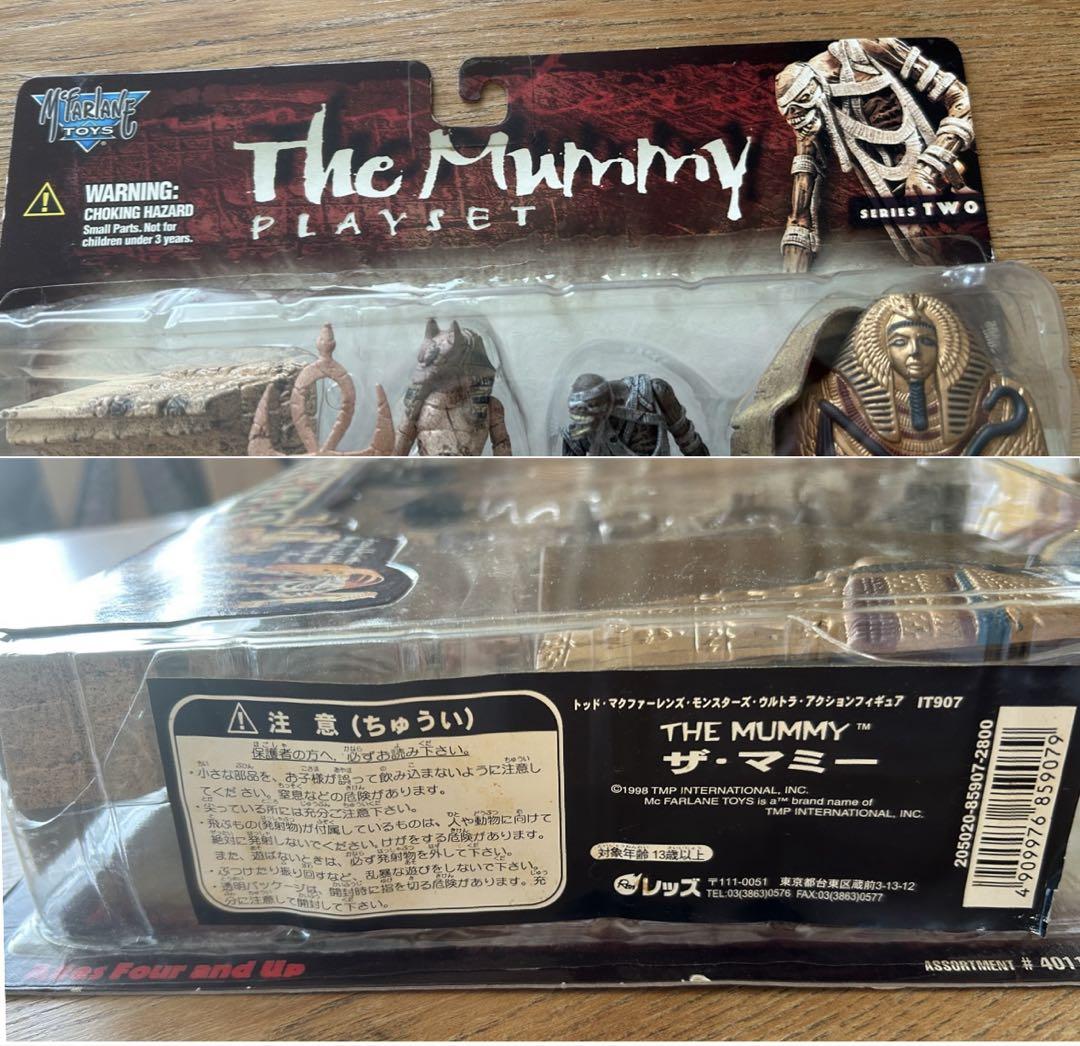 McFARLANE
TOYS
The Mummy
PLAYSET
WARNING:
CHOKING HAZARD
Small Parts. Not for
children under 3 years.
SERIES TWO
注意(ちゅうい)
保護者の方へ、必ずお読み下さい。
・小さな部品を、お子様が誤って飲み込まないように注意し
てください。窒息などの危険があります。
・尖っている所には充分ご注意下さい。
・飛ぶもの(発射物)が付属しているものは、人や動物に向けて
絶対に発射しないでください。けがをする危険があります。
また、遊ばないときは、必ず発射物を外して下さい。
・ぶつけたり振り回すなど、乱暴な遊びをしないで下さい。
・透明パッケージは、開封時に指を切る危険があります。充
分に注意して開封して下さい。
トッド・マクファーレンズ・モンスターズ・ウルトラ・アクションフィギュア IT907
THE MUMMY™
ザ・マミー
©1998 TMP INTERNATIONAL, INC.
Mc FARLANE TOYS is a™ brand name of
TMP INTERNATIONAL, INC.
対象年齢 13歳以上
レッズ 〒111-0051 東京都台東区蔵前3-13-12
TEL:03(3863)0576 FAX:03(3863)0577
205020-85907-2800
4 909976 859079
Ages Four and Up
ASSORTMENT # 4011